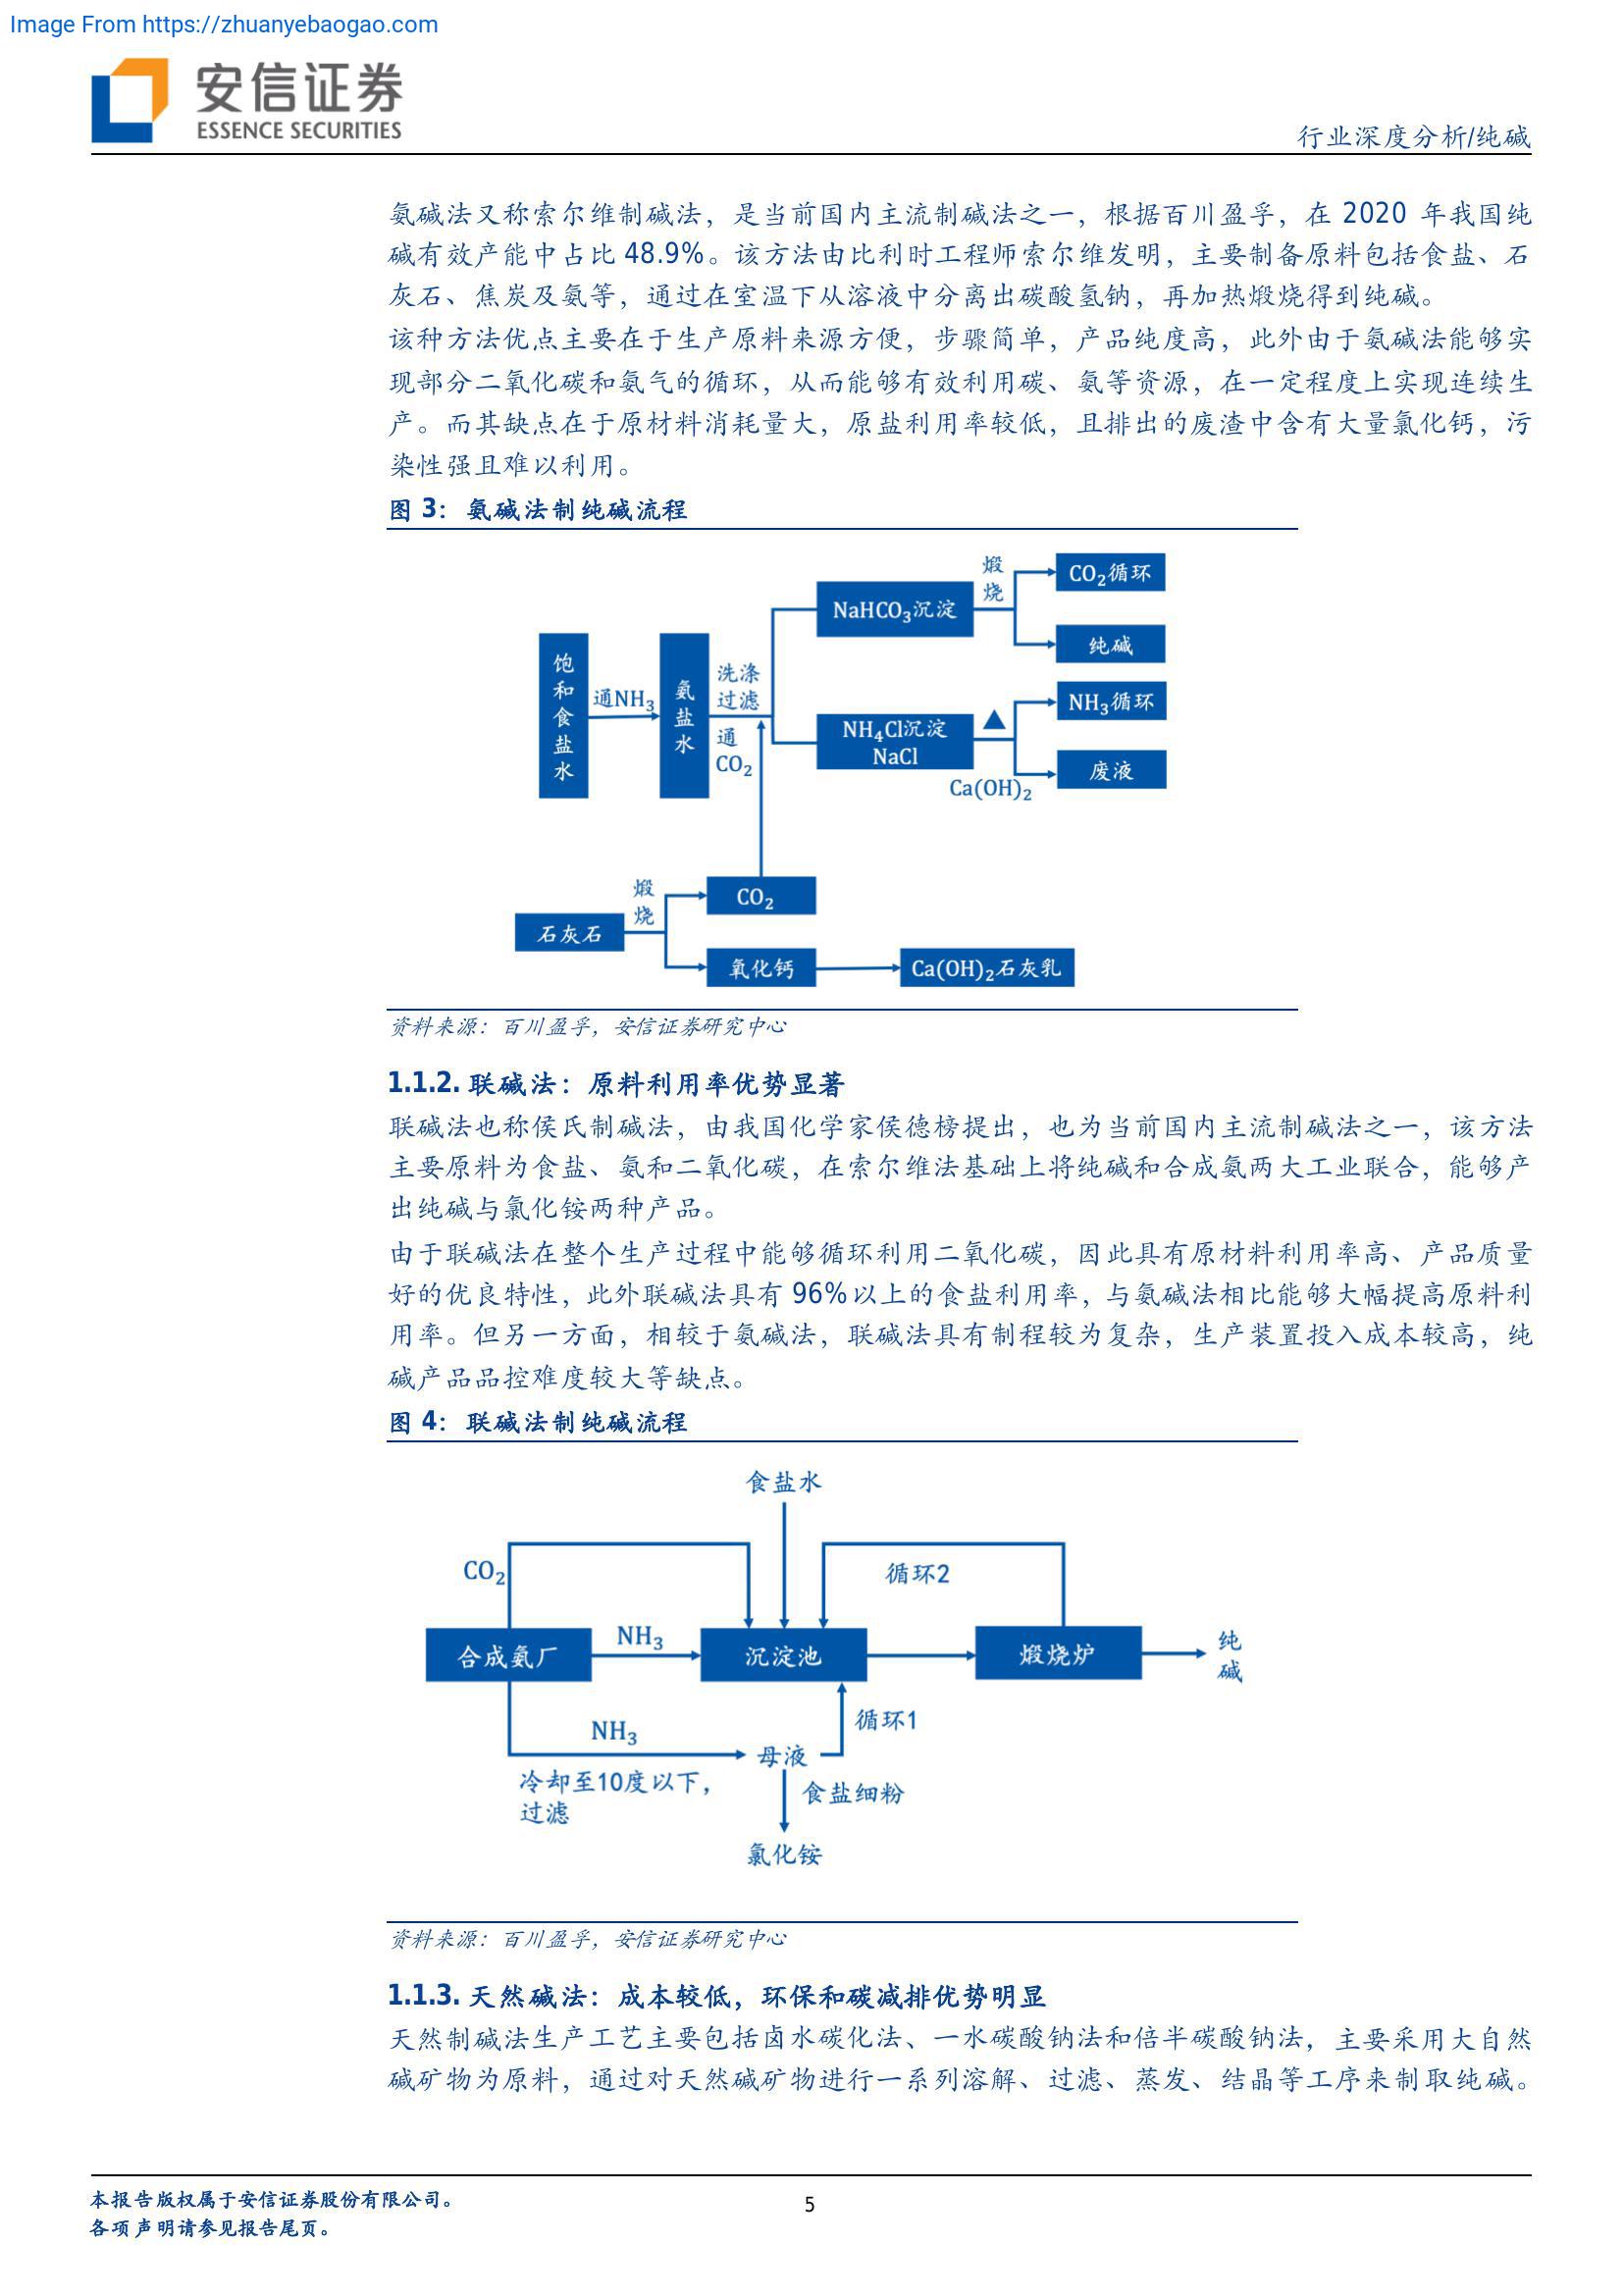 Image From https://zhuanyebaogao.com
安信证券
ESSENCE SECURITIES
行业深度分析/纯碱
氨碱法又称索尔维制碱法，是当前国内主流制碱法之一，根据百川盈孚，在 2020 年我国纯
碱有效产能中占比 48.9%。该方法由比利时工程师索尔维发明，主要制备原料包括食盐、石
灰石、焦炭及氨等，通过在室温下从溶液中分离出碳酸氢钠，再加热煅烧得到纯碱。
该种方法优点主要在于生产原料来源方便，步骤简单，产品纯度高，此外由于氨碱法能够实
现部分二氧化碳和氨气的循环，从而能够有效利用碳、氨等资源，在一定程度上实现连续生
产。而其缺点在于原材料消耗量大，原盐利用率较低，且排出的废渣中含有大量氯化钙，污
染性强且难以利用。
图 3：氨碱法制纯碱流程
饱和食盐水
通NH₃
氨盐水
洗涤
过滤
通
CO₂
NaHCO₃沉淀
煅烧
CO₂循环
纯碱
NH₄Cl沉淀
NaCl
▲
Ca(OH)₂
NH₃循环
废液
石灰石
煅烧
CO₂
氧化钙
Ca(OH)₂石灰乳
资料来源：百川盈孚，安信证券研究中心
1.1.2. 联碱法：原料利用率优势显著
联碱法也称侯氏制碱法，由我国化学家侯德榜提出，也为当前国内主流制碱法之一，该方法
主要原料为食盐、氨和二氧化碳，在索尔维法基础上将纯碱和合成氨两大工业联合，能够产
出纯碱与氯化铵两种产品。
由于联碱法在整个生产过程中能够循环利用二氧化碳，因此具有原材料利用率高、产品质量
好的优良特性，此外联碱法具有 96%以上的食盐利用率，与氨碱法相比能够大幅提高原料利
用率。但另一方面，相较于氨碱法，联碱法具有制程较为复杂，生产装置投入成本较高，纯
碱产品品控难度较大等缺点。
图 4：联碱法制纯碱流程
食盐水
CO₂
循环2
合成氨厂
NH₃
沉淀池
煅烧炉
纯碱
NH₃
循环1
母液
冷却至10度以下，
过滤
食盐细粉
氯化铵
资料来源：百川盈孚，安信证券研究中心
1.1.3. 天然碱法：成本较低，环保和碳减排优势明显
天然制碱法生产工艺主要包括卤水碳化法、一水碳酸钠法和倍半碳酸钠法，主要采用大自然
碱矿物为原料，通过对天然碱矿物进行一系列溶解、过滤、蒸发、结晶等工序来制取纯碱。
本报告版权属于安信证券股份有限公司。
各项声明请参见报告尾页。
5